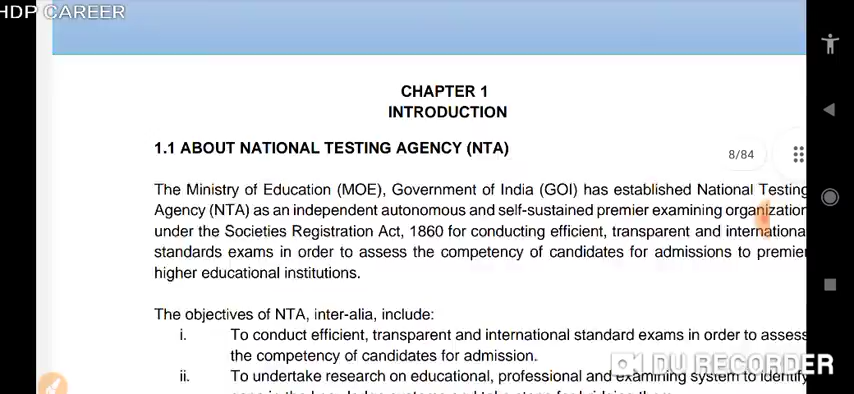 HDP CAREER
CHAPTER 1
INTRODUCTION
1.1 ABOUT NATIONAL TESTING AGENCY (NTA)
8/84
The Ministry of Education (MOE), Government of India (GOI) has established National Testing
Agency (NTA) as an independent autonomous and self-sustained premier examining organization
under the Societies Registration Act, 1860 for conducting efficient, transparent and international
standards exams in order to assess the competency of candidates for admissions to premier
higher educational institutions.
The objectives of NTA, inter-alia, include:
i. To conduct efficient, transparent and international standard exams in order to assess
the competency of candidates for admission.
DU RECORDER
ii. To undertake research on educational, professional and examining system to identify